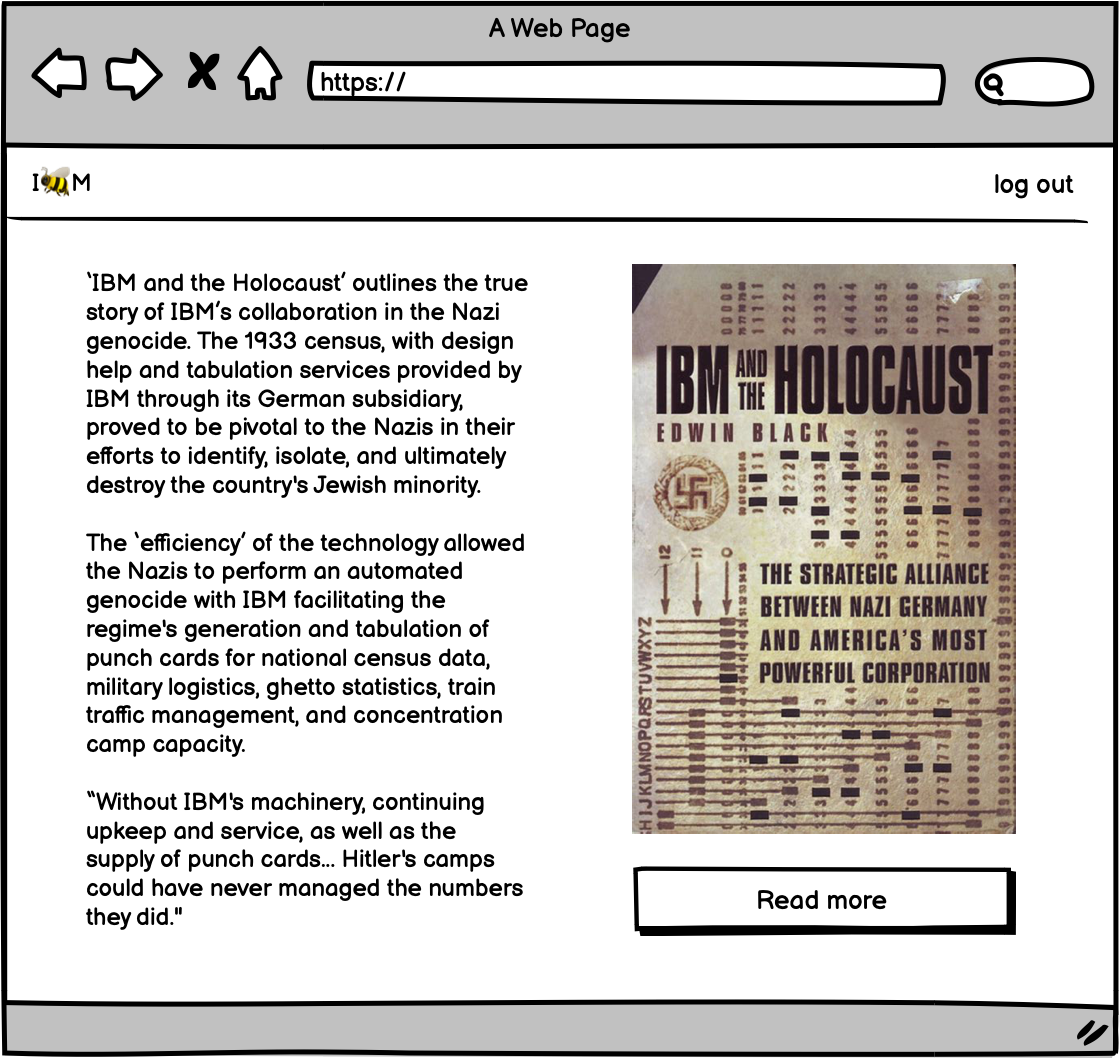 A Web Page
https://
I🐝M
log out
‘IBM and the Holocaust’ outlines the true
story of IBM’s collaboration in the Nazi
genocide. The 1933 census, with design
help and tabulation services provided by
IBM through its German subsidiary,
proved to be pivotal to the Nazis in their
efforts to identify, isolate, and ultimately
destroy the country's Jewish minority.
The ‘efficiency’ of the technology allowed
the Nazis to perform an automated
genocide with IBM facilitating the
regime's generation and tabulation of
punch cards for national census data,
military logistics, ghetto statistics, train
traffic management, and concentration
camp capacity.
“Without IBM's machinery, continuing
upkeep and service, as well as the
supply of punch cards... Hitler's camps
could have never managed the numbers
they did."
IBM AND THE HOLOCAUST
EDWIN BLACK
12 11 0
THE STRATEGIC ALLIANCE
BETWEEN NAZI GERMANY
AND AMERICA'S MOST
POWERFUL CORPORATION
HIJKLMNOPQRSTUVWXYZ
Read more